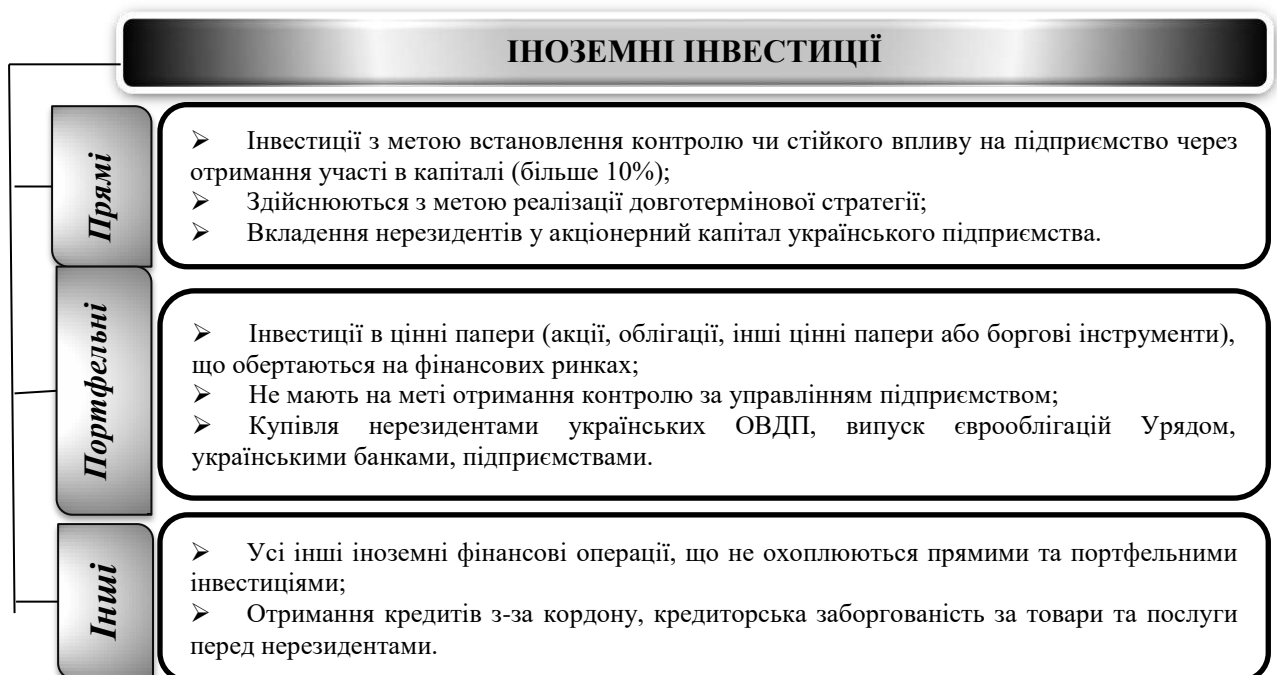 ІНОЗЕМНІ ІНВЕСТИЦІЇ
Прямі
➢ Інвестиції з метою встановлення контролю чи стійкого впливу на підприємство через
отримання участі в капіталі (більше 10%);
➢ Здійснюються з метою реалізації довготермінової стратегії;
➢ Вкладення нерезидентів у акціонерний капітал українського підприємства.
Портфельні
➢ Інвестиції в цінні папери (акції, облігації, інші цінні папери або боргові інструменти),
що обертаються на фінансових ринках;
➢ Не мають на меті отримання контролю за управлінням підприємством;
➢ Купівля нерезидентами українських ОВДП, випуск єврооблігацій Урядом,
українськими банками, підприємствами.
Інші
➢ Усі інші іноземні фінансові операції, що не охоплюються прямими та портфельними
інвестиціями;
➢ Отримання кредитів з-за кордону, кредиторська заборгованість за товари та послуги
перед нерезидентами.